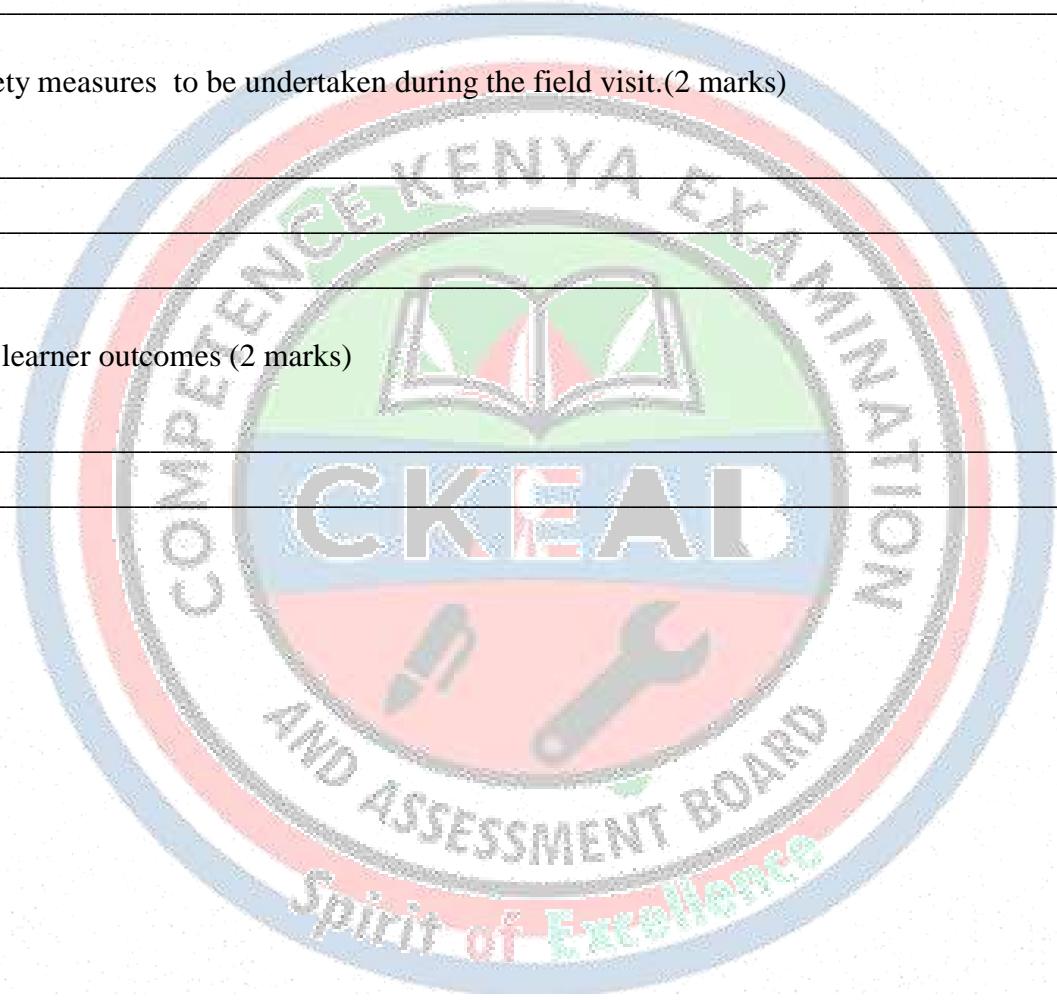 ety measures to be undertaken during the field visit.(2 marks)
COMPETENCE KENYA EXAMINATION
learner outcomes (2 marks)
CKEAB
AND ASSESSMENT BOARD
Spirit of Excellence